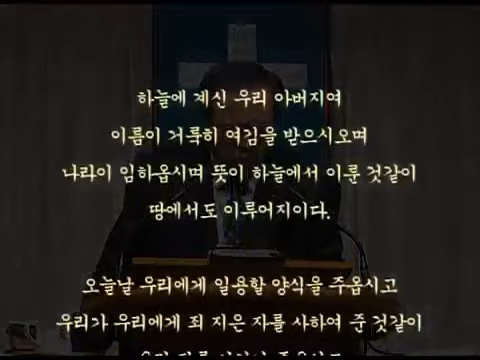 하늘에 계신 우리 아버지여
이름이 거룩히 여김을 받으시오며
나라이 임하옵시며 뜻이 하늘에서 이룬 것같이
땅에서도 이루어지이다.
오늘날 우리에게 일용할 양식을 주옵시고
우리가 우리에게 죄 지은 자를 사하여 준 것같이